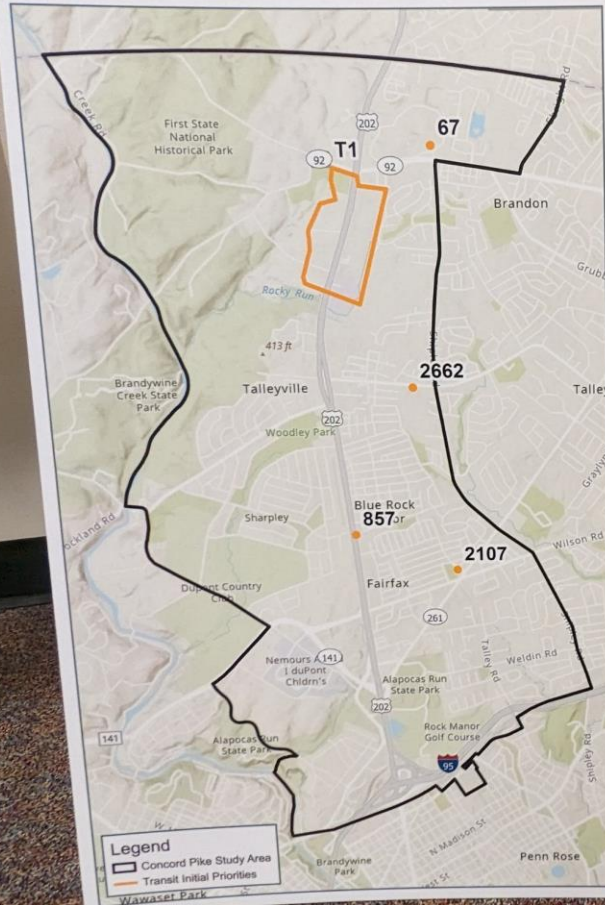 Creek Rd
First State
National
Historical Park
202
67
92
T1
92
Brandon
Rocky Run
413 ft
2662
Brandywine
Creek State
Park
Talleyville
Talley
202
Woodley Park
Blue Rock
857
Sharpley
Wilson Rd
2107
Dupont Country
Fairfax
261
Talley Rd
Weldin Rd
Nemours A
141
I duPont
Chldrn's
Alapocas Run
State Park
202
Rock Manor
Golf Course
141
Alapocas Run
State Park
95
Shipley Rd
N Madison St
Brandywine
Park
Penn Rose
Legend
Concord Pike Study Area
Transit Initial Priorities
Wawaset Park